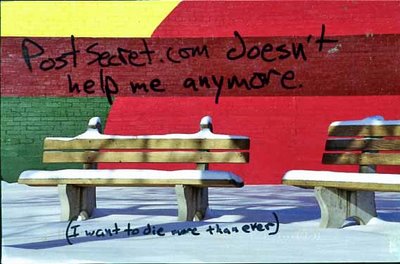 PostSecret.com doesn't
help me anymore.
(I want to die more than ever)